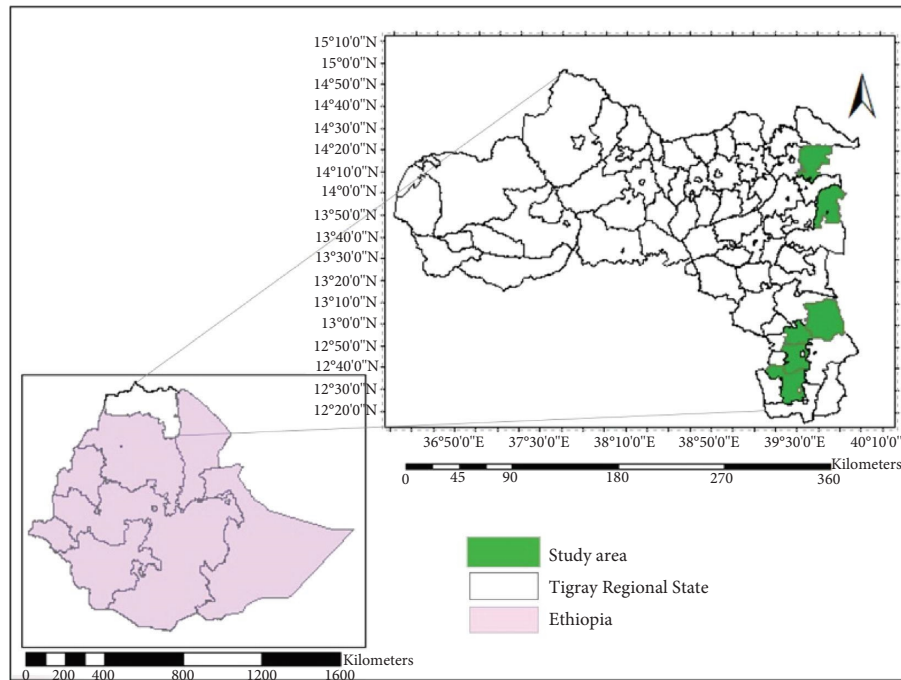 15°10'0"N
15°0'0"N
14°50'0"N
14°40'0"N
14°30'0"N
14°20'0"N
14°10'0"N
14°0'0"N
13°50'0"N
13°40'0"N
13°30'0"N
13°20'0"N
13°10'0"N
13°0'0"N
12°50'0"N
12°40'0"N
12°30'0"N
12°20'0"N
36°50'0"E 37°30'0"E 38°10'0"E 38°50'0"E 39°30'0"E 40°10'0"E
Kilometers
0 45 90 180 270 360
Study area
Tigray Regional State
Ethiopia
Kilometers
0 200 400 800 1200 1600